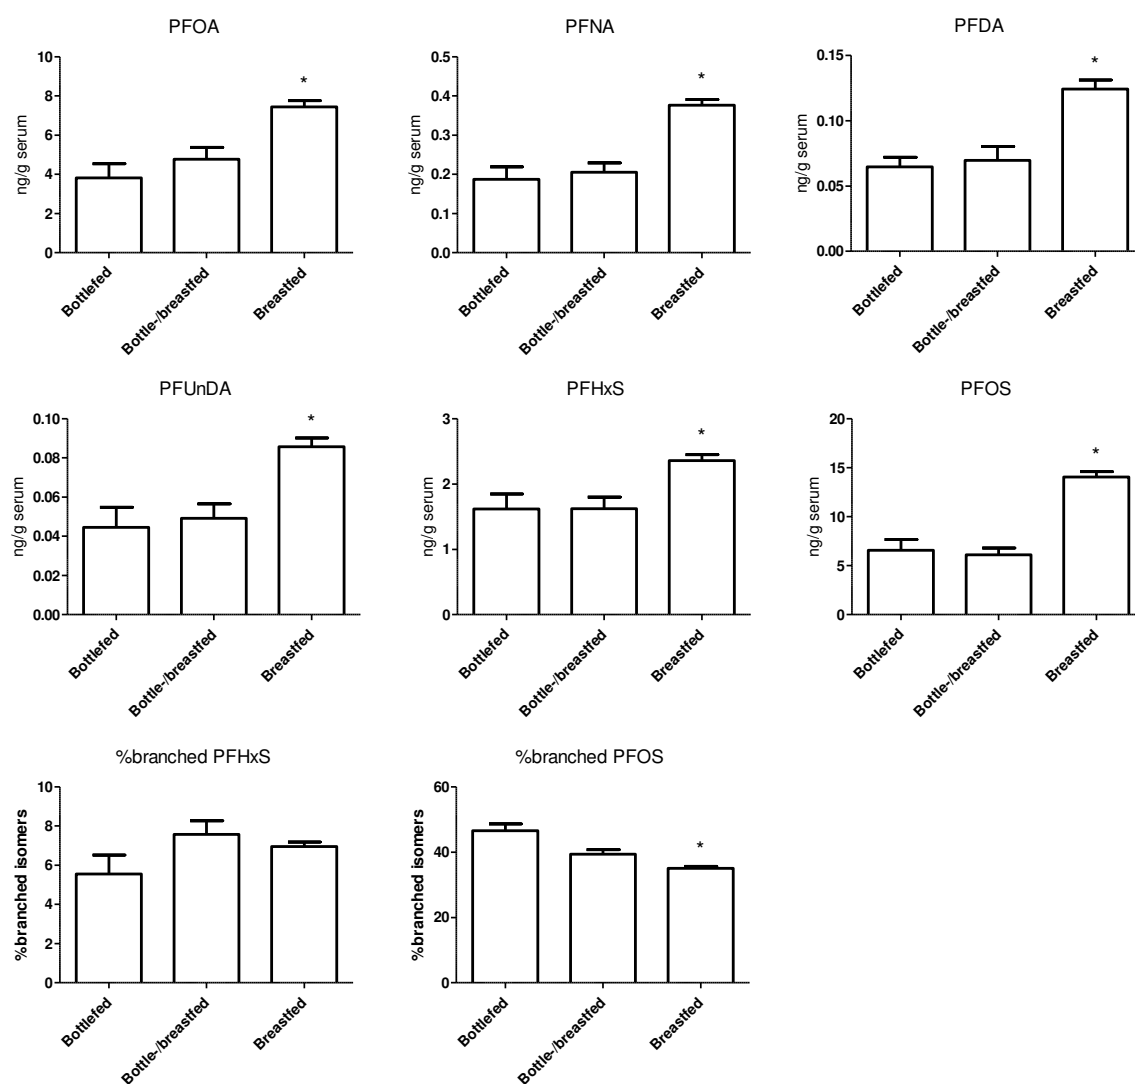 PFOA
10
8
6
4
2
0
ng/g serum
*
Bottlefed
Bottle-/breastfed
Breastfed
PFNA
0.5
0.4
0.3
0.2
0.1
0.0
ng/g serum
*
Bottlefed
Bottle-/breastfed
Breastfed
PFDA
0.15
0.10
0.05
0.00
ng/g serum
*
Bottlefed
Bottle-/breastfed
Breastfed
PFUnDA
0.10
0.08
0.06
0.04
0.02
0.00
ng/g serum
*
Bottlefed
Bottle-/breastfed
Breastfed
PFHxS
3
2
1
0
ng/g serum
*
Bottlefed
Bottle-/breastfed
Breastfed
PFOS
20
15
10
5
0
ng/g serum
*
Bottlefed
Bottle-/breastfed
Breastfed
%branched PFHxS
10
8
6
4
2
0
%branched isomers
Bottlefed
Bottle-/breastfed
Breastfed
%branched PFOS
60
40
20
0
%branched isomers
*
Bottlefed
Bottle-/breastfed
Breastfed